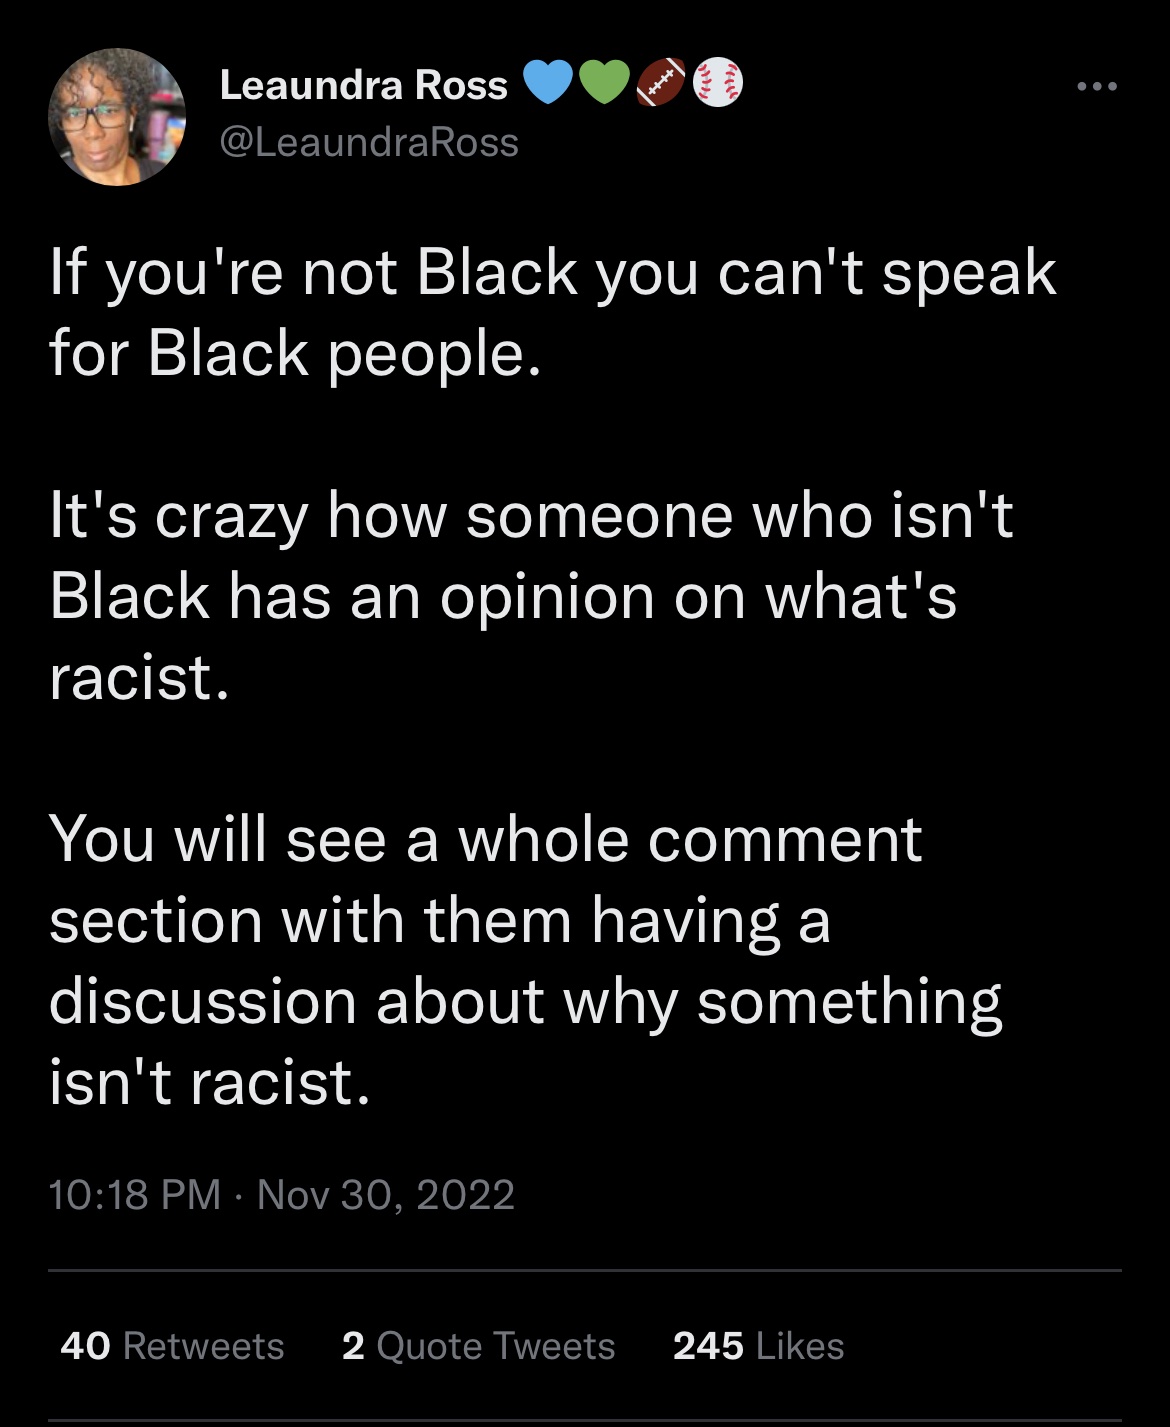 Leaundra Ross 💙💚🏈⚾
@LeaundraRoss
If you're not Black you can't speak
for Black people.
It's crazy how someone who isn't
Black has an opinion on what's
racist.
You will see a whole comment
section with them having a
discussion about why something
isn't racist.
10:18 PM · Nov 30, 2022
40 Retweets 2 Quote Tweets 245 Likes